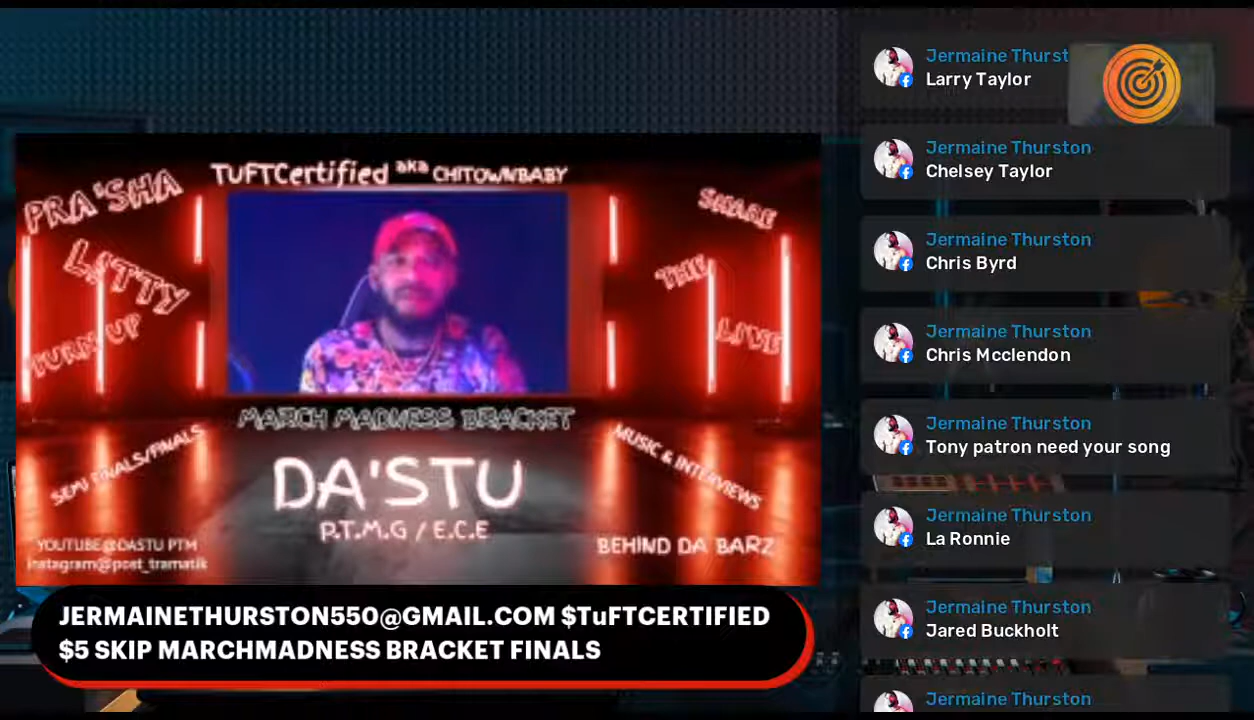 TUFTCertified aka CHITOWNBABY
PRA'SHA
LITTY
TURN UP
SHARE
THE
LIVE
MARCH MADNESS BRACKET
SEMI FINALS/FINALS
MUSIC & INTERVIEWS
DA'STU
P.T.M.G / E.C.E
YOUTUBE@DASTU PTM
instagram@post_tramatik
BEHIND DA BARZ
JERMAINETHURSTON550@GMAIL.COM $TuFTCERTIFIED
$5 SKIP MARCHMADNESS BRACKET FINALS
Jermaine Thurst
Larry Taylor
Jermaine Thurston
Chelsey Taylor
Jermaine Thurston
Chris Byrd
Jermaine Thurston
Chris Mcclendon
Jermaine Thurston
Tony patron need your song
Jermaine Thurston
La Ronnie
Jermaine Thurston
Jared Buckholt
Jermaine Thurston